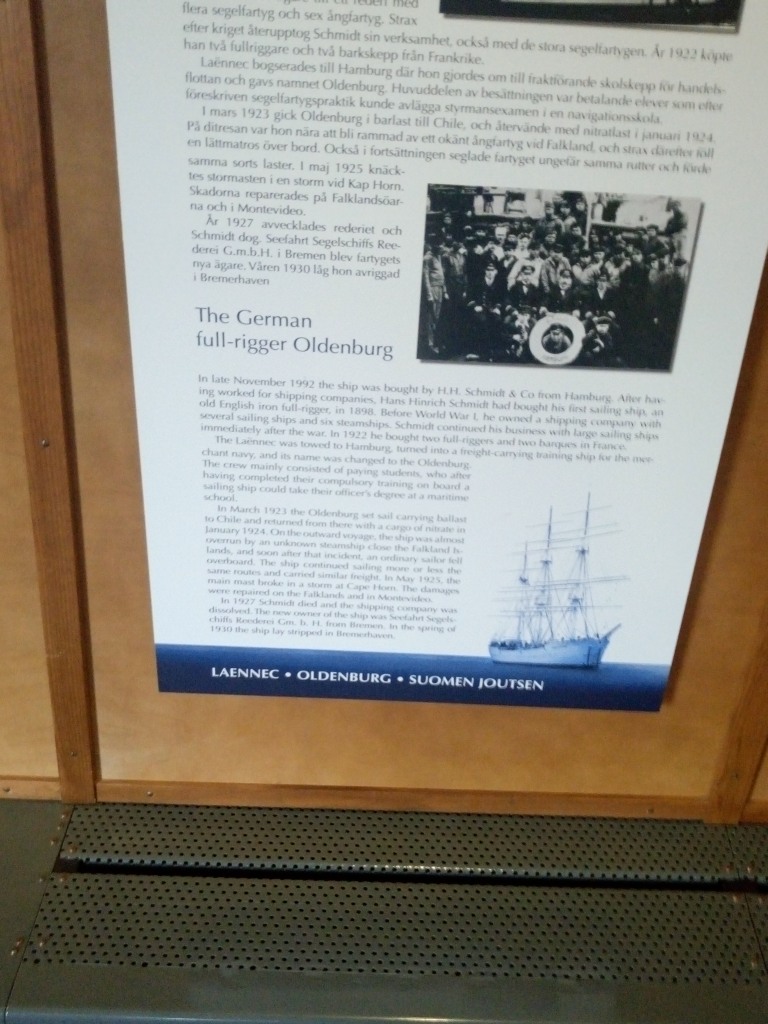 flera segelfartyg och sex ångfartyg. Strax
efter kriget återupptog Schmidt sin verksamhet, också med de stora segelfartygen. År 1922 köpte
han två fullriggare och två barkskepp från Frankrike.
Laënnec bogserades till Hamburg där hon gjordes om till fraktförande skolskepp för handels-
flottan och gavs namnet Oldenburg. Huvuddelen av besättningen var betalande elever som efter
föreskriven segelfartygspraktik kunde avlägga styrmansexamen i en navigationsskola.
I mars 1923 gick Oldenburg i barlast till Chile, och återvände med nitratlast i januari 1924.
På ditresan var hon nära att bli rammad av ett okänt ångfartyg vid Falkland, och strax därefter föll
en lättmatros över bord. Också i fortsättningen seglade fartyget ungefär samma rutter och förde
samma sorts laster. I maj 1925 knäck-
tes stormasten i en storm vid Kap Horn.
Skadorna reparerades på Falklandsöar-
na och i Montevideo.
År 1927 avvecklades rederiet och
Schmidt dog. Seefahrt Segelschiffs Ree-
derei G.m.b.H. i Bremen blev fartygets
nya ägare. Våren 1930 låg hon avriggad
i Bremerhaven
The German
full-rigger Oldenburg
In late November 1992 the ship was bought by H.H. Schmidt & Co from Hamburg. After hav-
ing worked for shipping companies, Hans Hinrich Schmidt had bought his first sailing ship, an
old English iron full-rigger, in 1898. Before World War I, he owned a shipping company with
several sailing ships and six steamships. Schmidt continued his business with large sailing ships
immediately after the war. In 1922 he bought two full-riggers and two barques in France.
The Laënnec was towed to Hamburg, turned into a freight-carrying training ship for the mer-
chant navy, and its name was changed to the Oldenburg.
The crew mainly consisted of paying students, who after
having completed their compulsory training on board a
sailing ship could take their officer's degree at a maritime
school.
In March 1923 the Oldenburg set sail carrying ballast
to Chile and returned from there with a cargo of nitrate in
January 1924. On the outward voyage, the ship was almost
overrun by an unknown steamship close the Falkland Is-
lands, and soon after that incident, an ordinary sailor fell
overboard. The ship continued sailing more or less the
same routes and carried similar freight. In May 1925, the
main mast broke in a storm at Cape Horn. The damages
were repaired on the Falklands and in Montevideo.
In 1927 Schmidt died and the shipping company was
dissolved. The new owner of the ship was Seefahrt Segels-
chiffs Reederei Gm. b. H. from Bremen. In the spring of
1930 the ship lay stripped in Bremerhaven.
LAENNEC • OLDENBURG • SUOMEN JOUTSEN